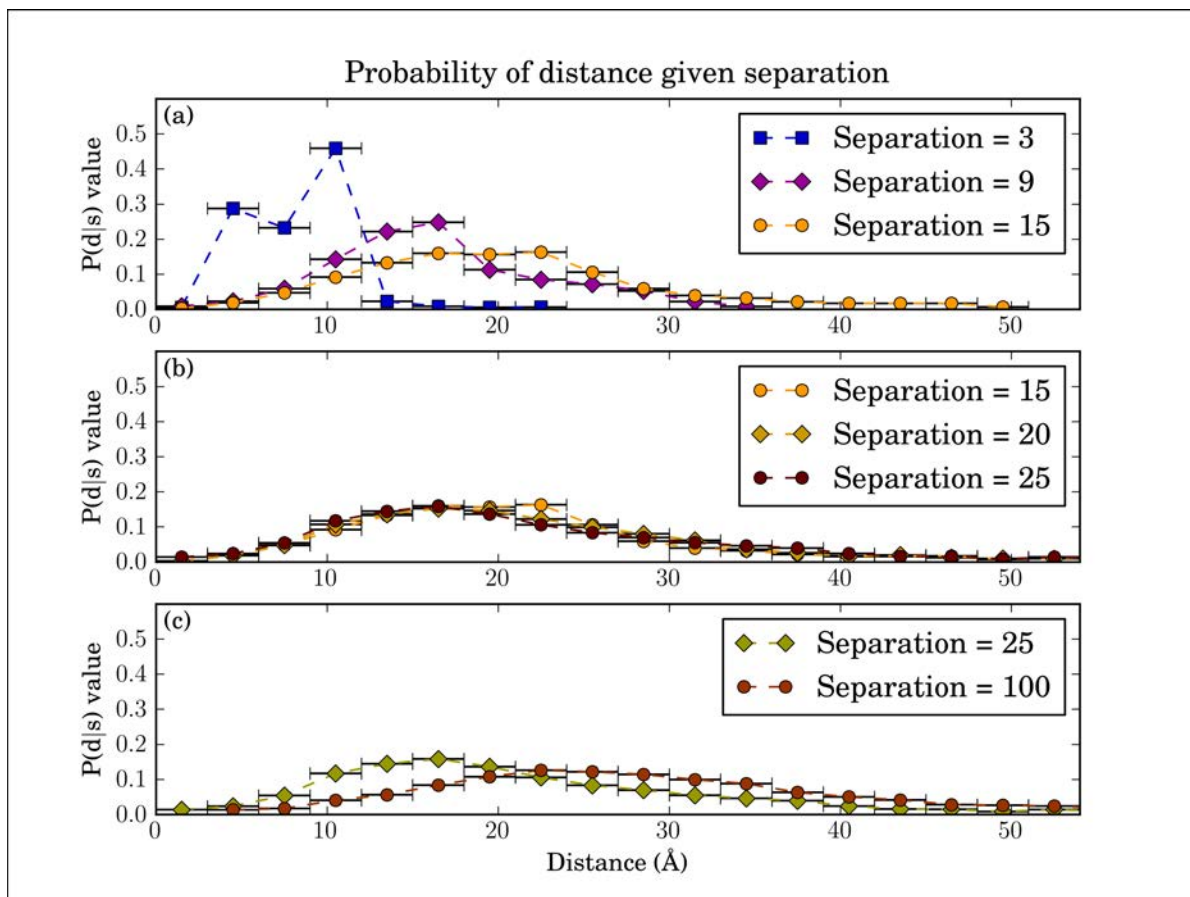 Probability of distance given separation
(a)
P(d|s) value
0.5
0.4
0.3
0.2
0.1
0.0
0
10
20
30
40
50
Separation = 3
Separation = 9
Separation = 15
(b)
P(d|s) value
0.5
0.4
0.3
0.2
0.1
0.0
0
10
20
30
40
50
Separation = 15
Separation = 20
Separation = 25
(c)
P(d|s) value
0.5
0.4
0.3
0.2
0.1
0.0
0
10
20
30
40
50
Separation = 25
Separation = 100
Distance (Å)